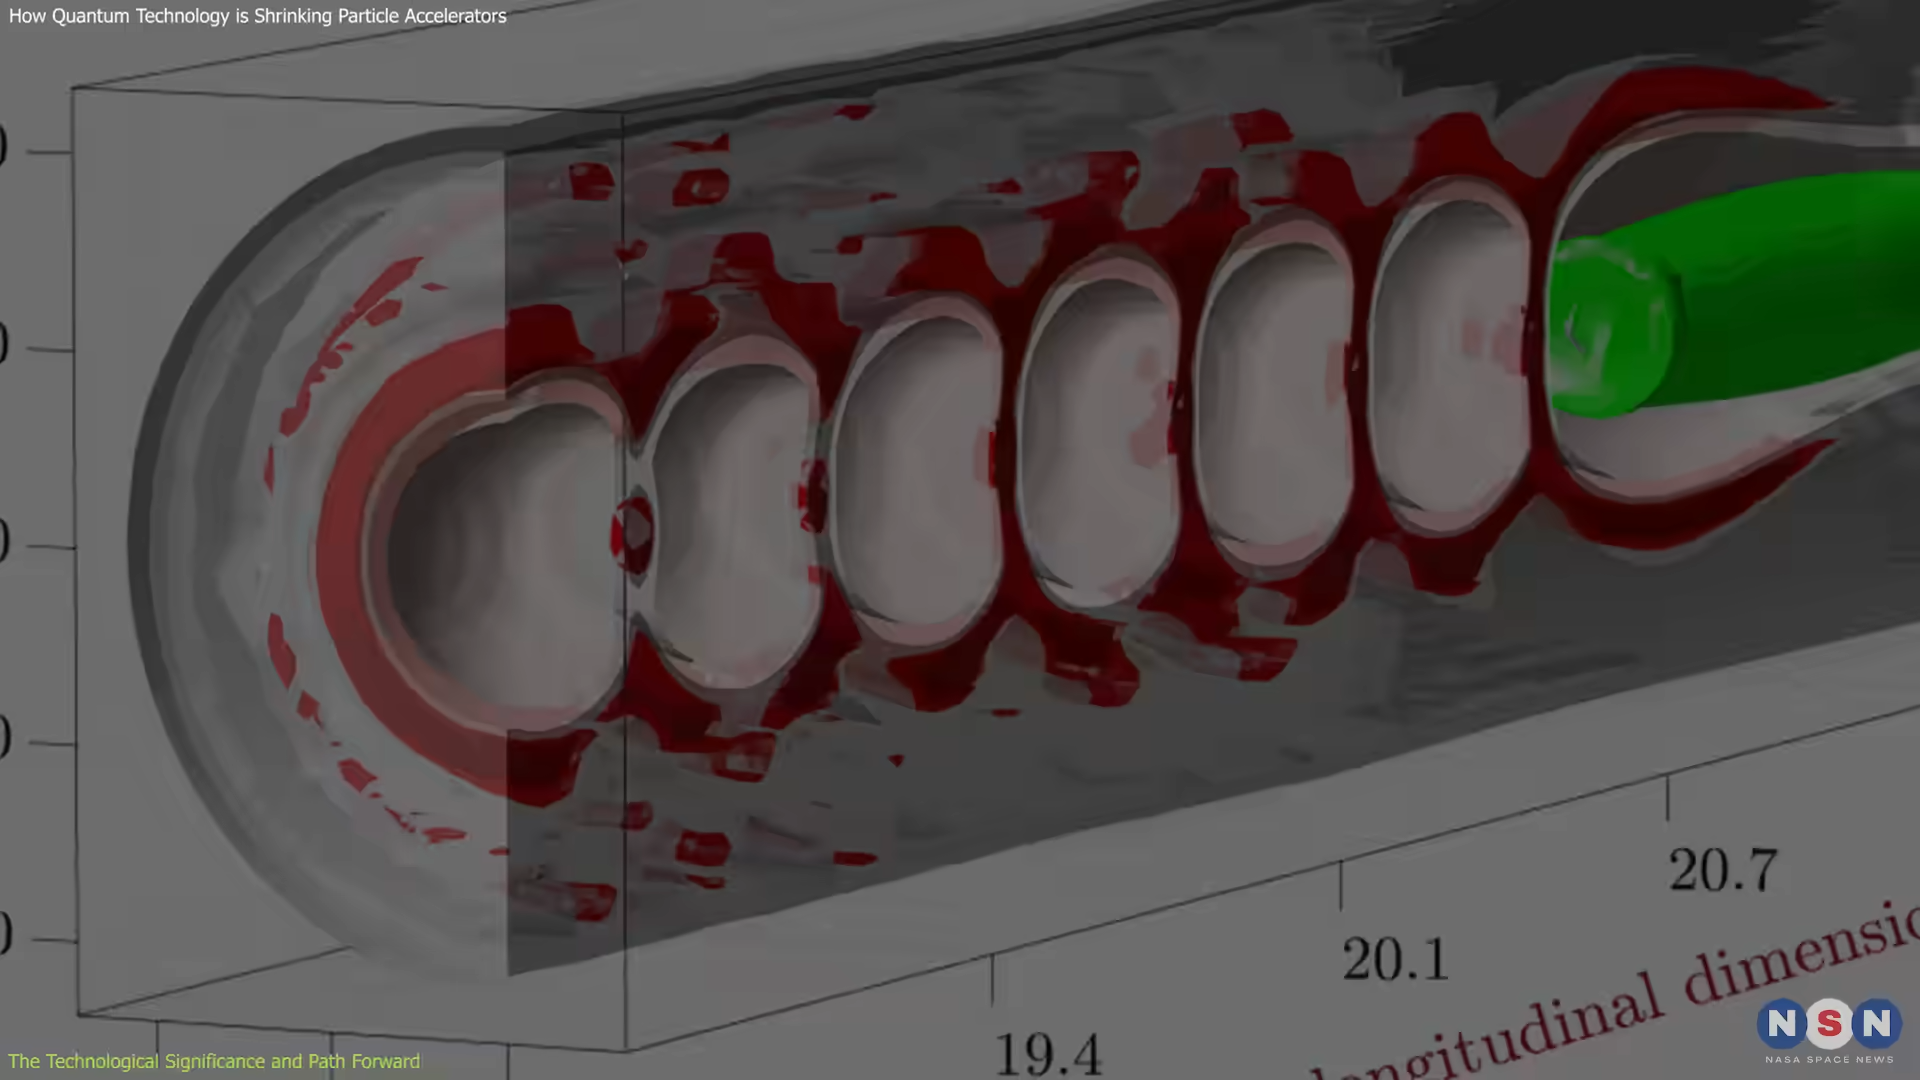 How Quantum Technology is Shrinking Particle Accelerators
20.7
20.1
19.4
longitudinal dimensio
The Technological Significance and Path Forward
NSN
NASA SPACE NEWS